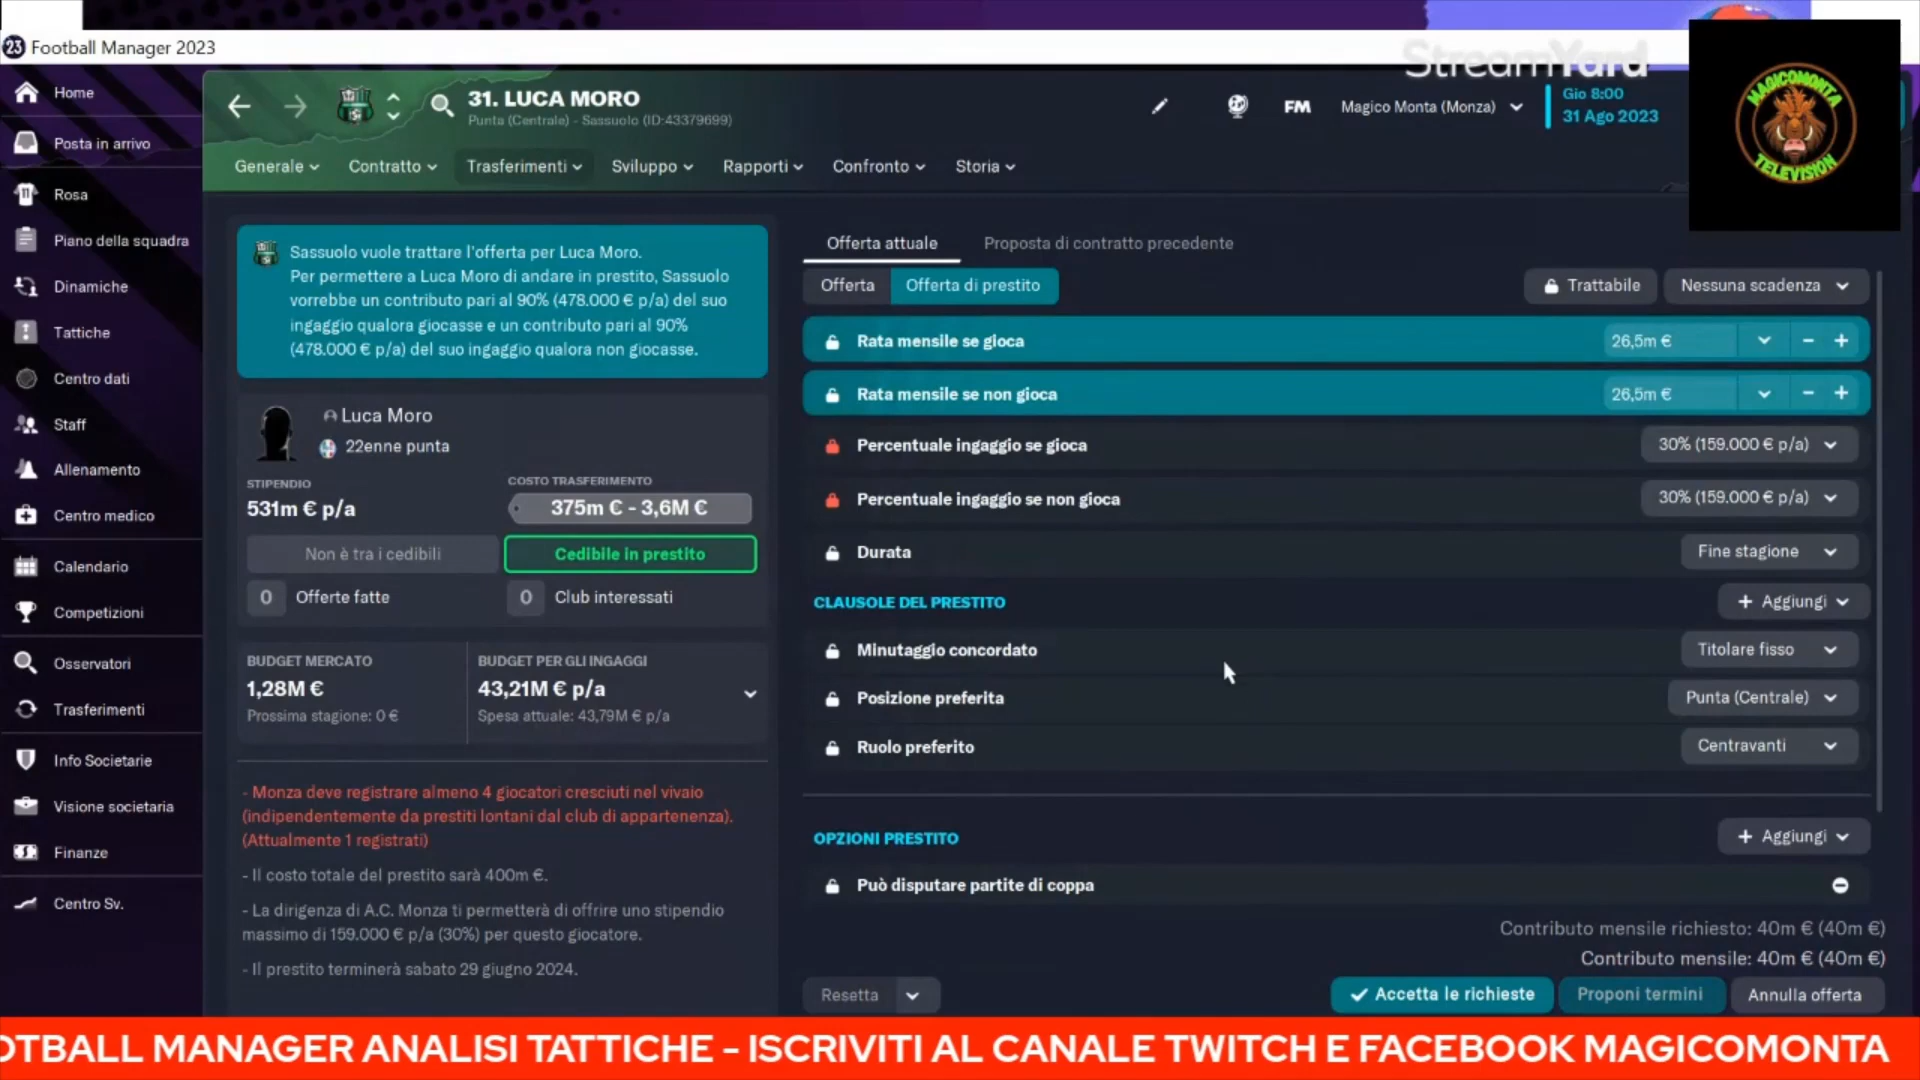 23 Football Manager 2023
StreamYard
Home
Posta in arrivo
Rosa
Piano della squadra
Dinamiche
Tattiche
Centro dati
Staff
Allenamento
Centro medico
Calendario
Competizioni
Osservatori
Trasferimenti
Info Societarie
Visione societaria
Finanze
Centro Sv.
31. LUCA MORO
Punta (Centrale) - Sassuolo (ID:43379699)
FM
Magico Monta (Monza)
Gio 8:00
31 Ago 2023
MAGICOMONTA
TELEVISION
Generale
Contratto
Trasferimenti
Sviluppo
Rapporti
Confronto
Storia
Sassuolo vuole trattare l'offerta per Luca Moro.
Per permettere a Luca Moro di andare in prestito, Sassuolo
vorrebbe un contributo pari al 90% (478.000 € p/a) del suo
ingaggio qualora giocasse e un contributo pari al 90%
(478.000 € p/a) del suo ingaggio qualora non giocasse.
Luca Moro
22enne punta
STIPENDIO
531m € p/a
COSTO TRASFERIMENTO
375m € - 3,6M €
Non è tra i cedibili
Cedibile in prestito
0 Offerte fatte
0 Club interessati
BUDGET MERCATO
1,28M €
Prossima stagione: 0 €
BUDGET PER GLI INGAGGI
43,21M € p/a
Spesa attuale: 43,79M € p/a
- Monza deve registrare almeno 4 giocatori cresciuti nel vivaio
(indipendentemente da prestiti lontani dal club di appartenenza).
(Attualmente 1 registrati)
- Il costo totale del prestito sarà 400m €.
- La dirigenza di A.C. Monza ti permetterà di offrire uno stipendio
massimo di 159.000 € p/a (30%) per questo giocatore.
- Il prestito terminerà sabato 29 giugno 2024.
Offerta attuale
Proposta di contratto precedente
Offerta
Offerta di prestito
Trattabile
Nessuna scadenza
Rata mensile se gioca 26,5m €
Rata mensile se non gioca 26,5m €
Percentuale ingaggio se gioca 30% (159.000 € p/a)
Percentuale ingaggio se non gioca 30% (159.000 € p/a)
Durata Fine stagione
CLAUSOLE DEL PRESTITO + Aggiungi
Minutaggio concordato Titolare fisso
Posizione preferita Punta (Centrale)
Ruolo preferito Centravanti
OPZIONI PRESTITO + Aggiungi
Può disputare partite di coppa
Contributo mensile richiesto: 40m € (40m €)
Contributo mensile: 40m € (40m €)
Resetta
Accetta le richieste
Proponi termini
Annulla offerta
OTBALL MANAGER ANALISI TATTICHE - ISCRIVITI AL CANALE TWITCH E FACEBOOK MAGICOMONTA